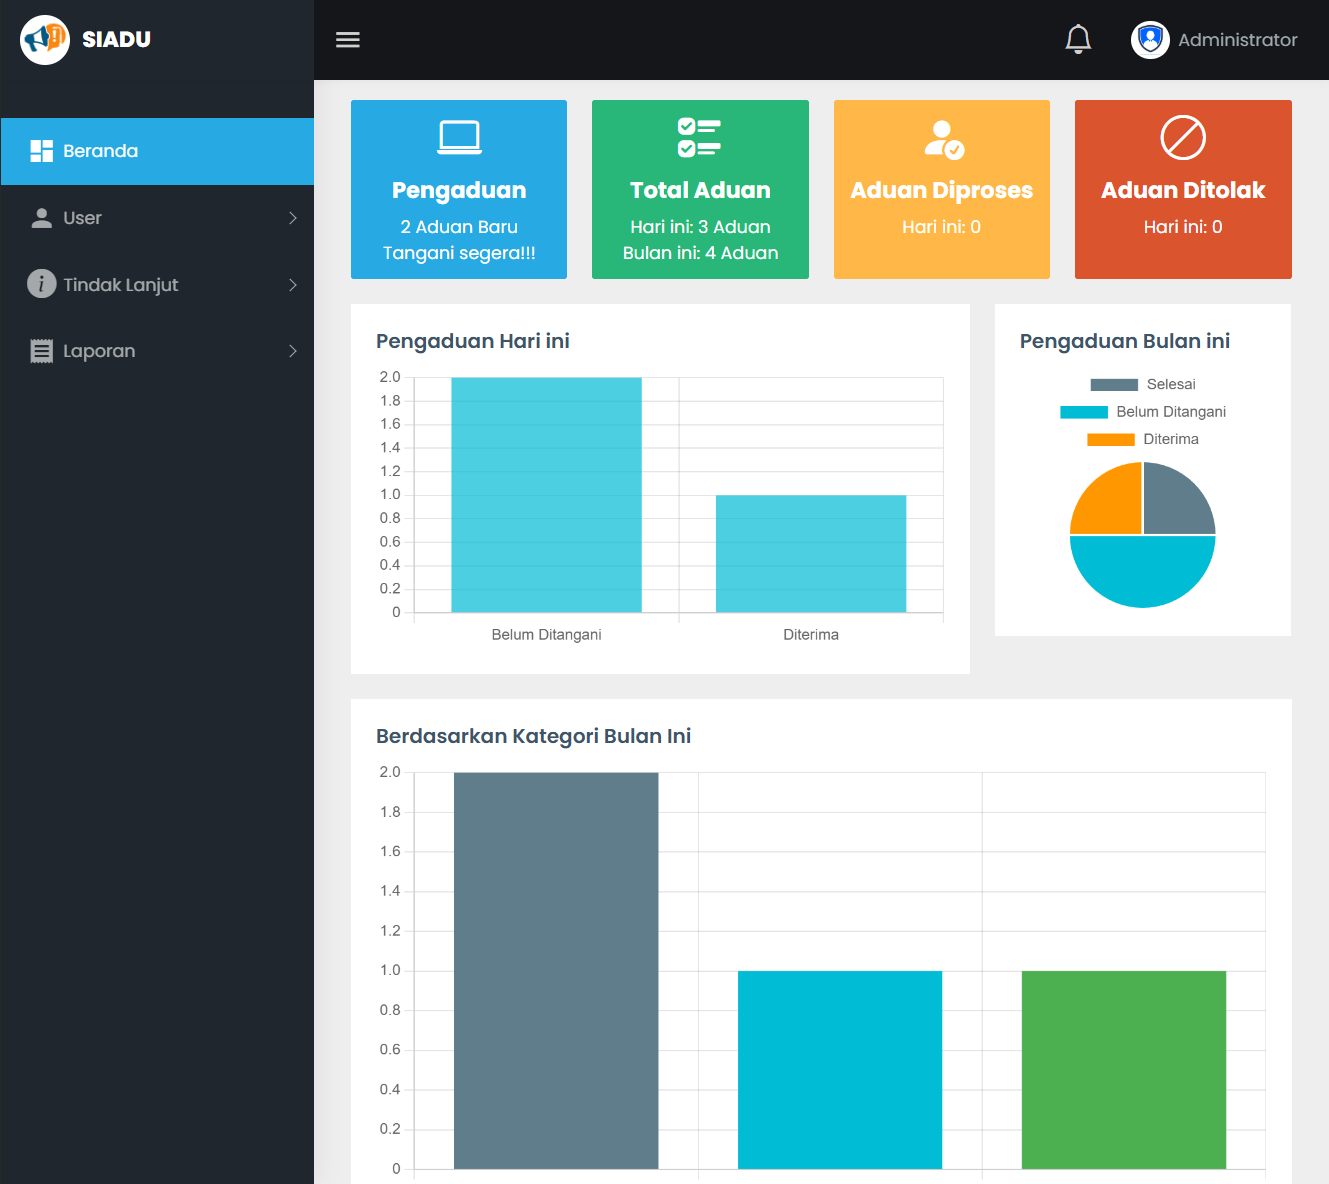 SIADU
Administrator
Beranda
User
Tindak Lanjut
Laporan
Pengaduan
2 Aduan Baru
Tangani segera!!!
Total Aduan
Hari ini: 3 Aduan
Bulan ini: 4 Aduan
Aduan Diproses
Hari ini: 0
Aduan Ditolak
Hari ini: 0
Pengaduan Hari ini
2.0
1.8
1.6
1.4
1.2
1.0
0.8
0.6
0.4
0.2
0
Belum Ditangani
Diterima
Pengaduan Bulan ini
Selesai
Belum Ditangani
Diterima
Berdasarkan Kategori Bulan Ini
2.0
1.8
1.6
1.4
1.2
1.0
0.8
0.6
0.4
0.2
0